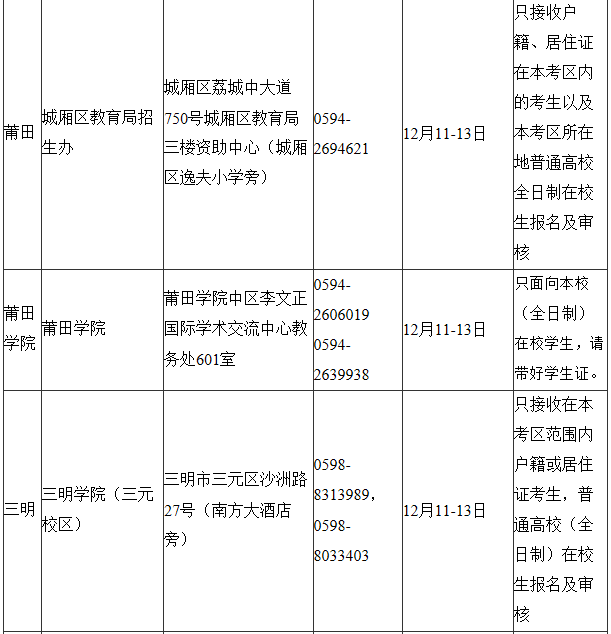 莆田
城厢区教育局招
生办
城厢区荔城中大道
750号城厢区教育局
三楼资助中心（城厢
区逸夫小学旁）
0594-
2694621
12月11-13日
只接收户
籍、居住证
在本考区内
的考生以及
本考区所在
地普通高校
全日制在校
生报名及审
核
莆田
学院
莆田学院
莆田学院中区李文正
国际学术交流中心教
务处601室
0594-
2606019
0594-
2639938
12月11-13日
只面向本校
（全日制）
在校学生，请
带好学生证。
三明
三明学院（三元
校区）
三明市三元区沙洲路
27号（南方大酒店
旁）
0598-
8313989，
0598-
8033403
12月11-13日
只接收在本
考区范围内
户籍或居住
证考生，普
通高校（全
日制）在校
生报名及审
核